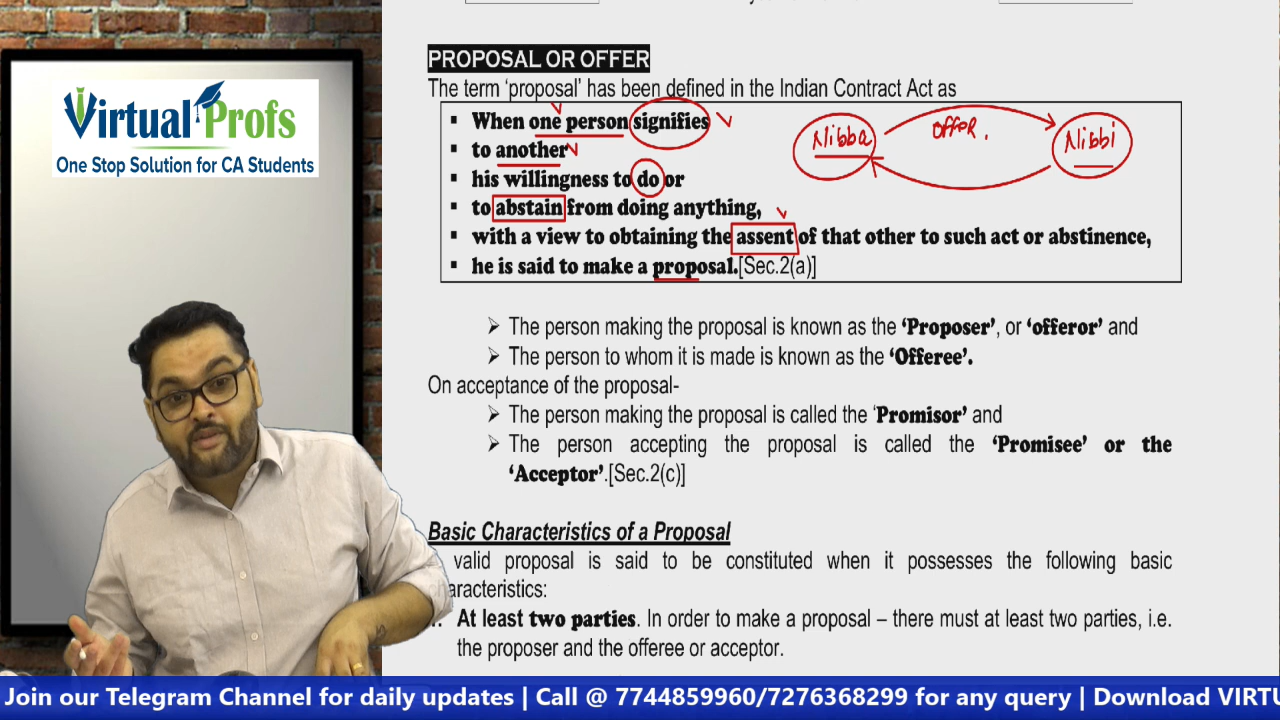 Virtual Profs
One Stop Solution for CA Students
PROPOSAL OR OFFER
The term ‘proposal’ has been defined in the Indian Contract Act as
▪ When one person signifies
▪ to another
▪ his willingness to do or
▪ to abstain from doing anything,
▪ with a view to obtaining the assent of that other to such act or abstinence,
▪ he is said to make a proposal.[Sec.2(a)]
Nibba
offer.
Nibbi
➢ The person making the proposal is known as the ‘Proposer’, or ‘offeror’ and
➢ The person to whom it is made is known as the ‘Offeree’.
On acceptance of the proposal-
➢ The person making the proposal is called the ‘Promisor’ and
➢ The person accepting the proposal is called the ‘Promisee’ or the
‘Acceptor’.[Sec.2(c)]
Basic Characteristics of a Proposal
valid proposal is said to be constituted when it possesses the following basic
characteristics:
At least two parties. In order to make a proposal – there must at least two parties, i.e.
the proposer and the offeree or acceptor.
Join our Telegram Channel for daily updates | Call @ 7744859960/7276368299 for any query | Download VIRTU